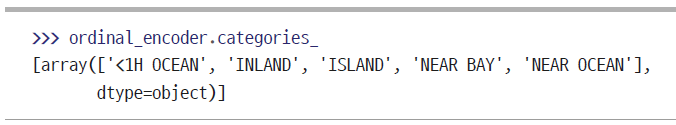 >>> ordinal_encoder.categories_
[array(['<1H OCEAN', 'INLAND', 'ISLAND', 'NEAR BAY', 'NEAR OCEAN'],
       dtype=object)]